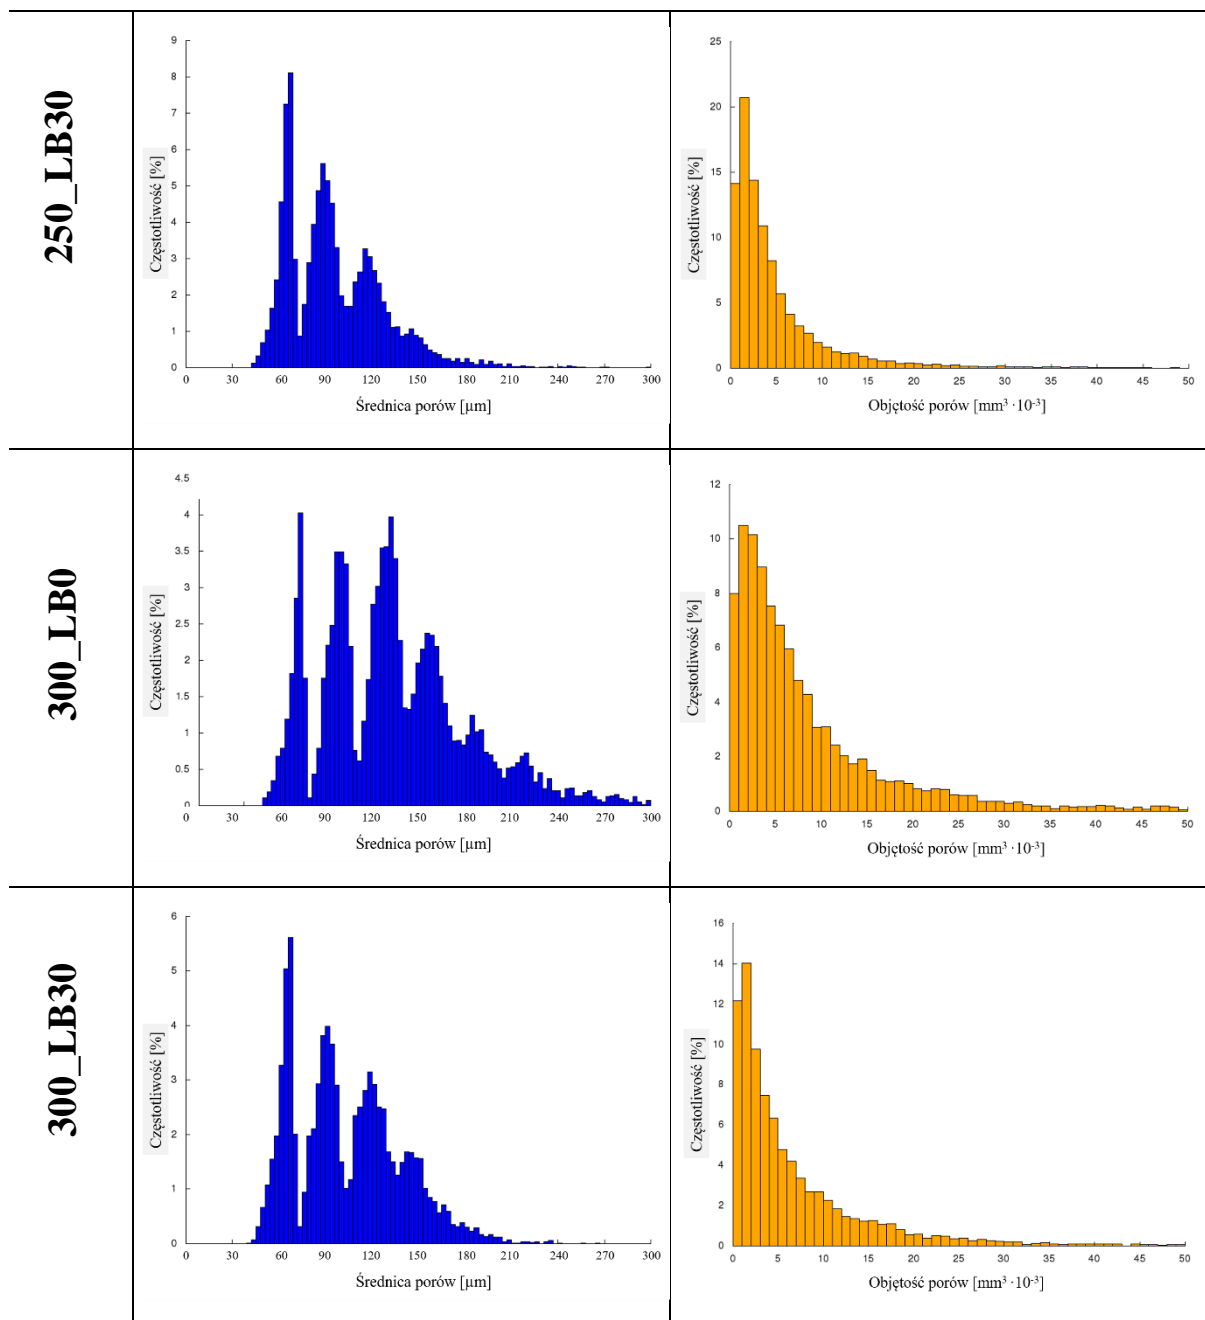 250_LB30
9
8
7
6
5
4
3
2
1
0
Częstotliwość [%]
0 30 60 90 120 150 180 210 240 270 300
Średnica porów [µm]
25
20
15
10
5
0
Częstotliwość [%]
0 5 10 15 20 25 30 35 40 45 50
Objętość porów [mm³ ·10⁻³]
300_LB0
4.5
4
3.5
3
2.5
2
1.5
1
0.5
0
Częstotliwość [%]
0 30 60 90 120 150 180 210 240 270 300
Średnica porów [µm]
12
10
8
6
4
2
0
Częstotliwość [%]
0 5 10 15 20 25 30 35 40 45 50
Objętość porów [mm³ ·10⁻³]
300_LB30
6
5
4
3
2
1
0
Częstotliwość [%]
0 30 60 90 120 150 180 210 240 270 300
Średnica porów [µm]
16
14
12
10
8
6
4
2
0
Częstotliwość [%]
0 5 10 15 20 25 30 35 40 45 50
Objętość porów [mm³ ·10⁻³]